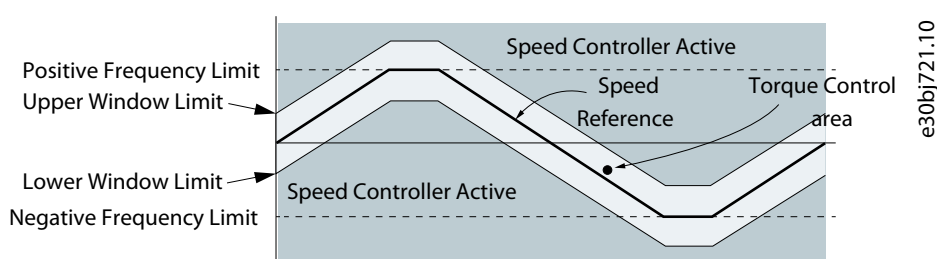 Speed Controller Active
Positive Frequency Limit
Upper Window Limit
Speed
Reference
Torque Control
area
Lower Window Limit
Speed Controller Active
Negative Frequency Limit
e30bj721.10